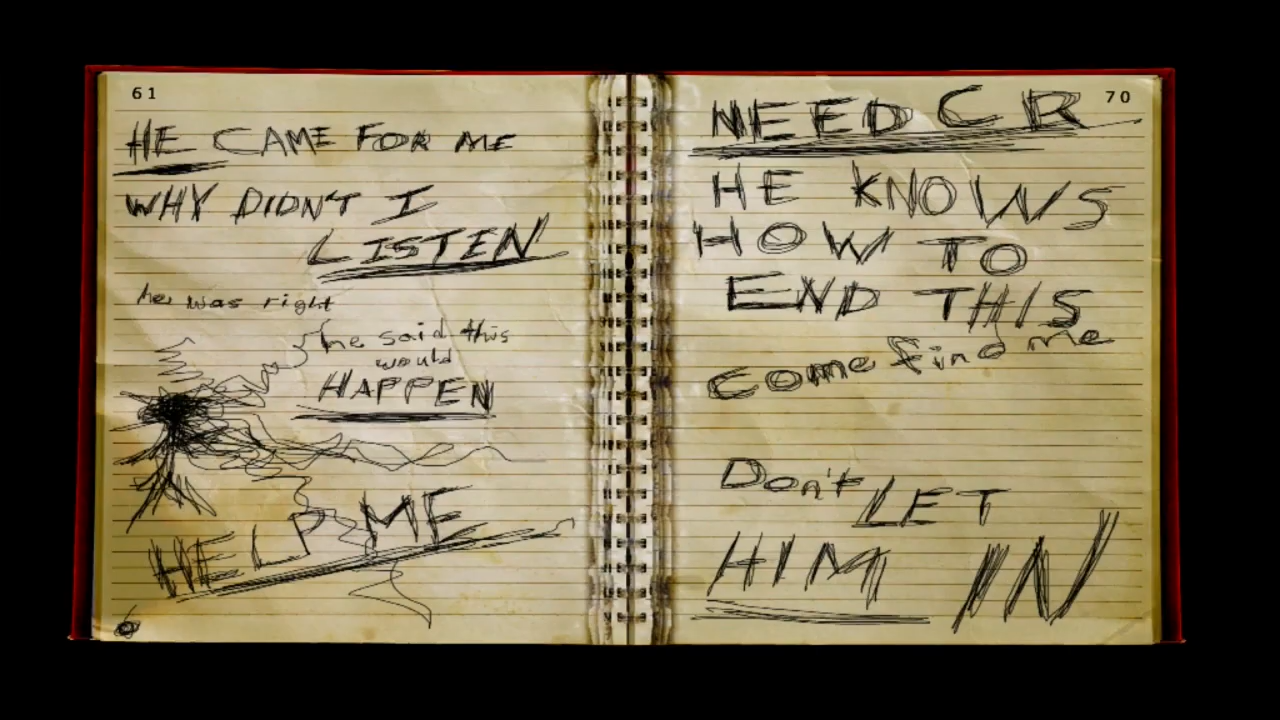 61
HE CAME FOR ME
WHY DIDN'T I
LISTEN
he was right
he said this
would
HAPPEN
HELP ME
70
NEED CR
HE KNOWS
HOW TO
END THIS
come find me
Don't LET
HIM IN